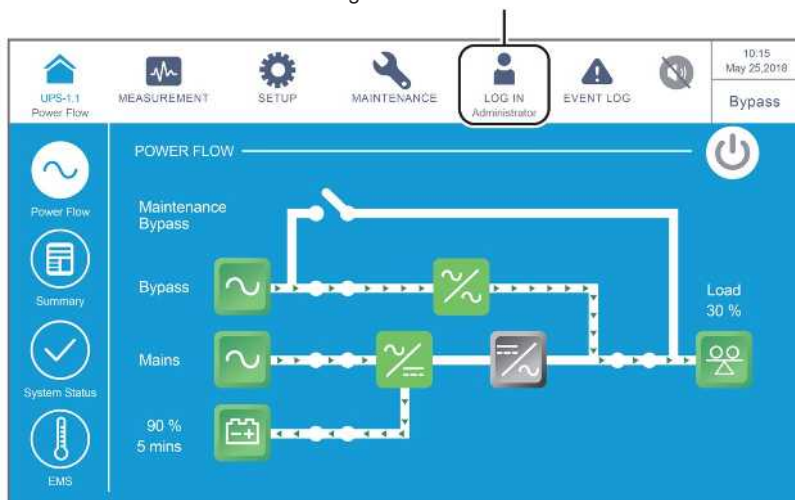 UPS-1.1
Power Flow
MEASUREMENT
SETUP
MAINTENANCE
LOG IN
Administrator
EVENT LOG
10:15
May 25,2018
Bypass
POWER FLOW
Power Flow
Summary
System Status
EMS
Maintenance
Bypass
Bypass
Mains
90 %
5 mins
Load
30 %